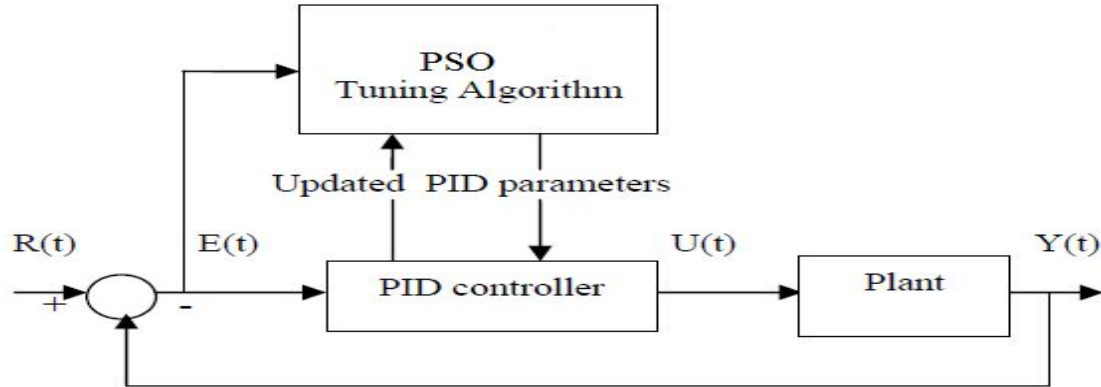 PSO
Tuning Algorithm
Updated PID parameters
R(t)
E(t)
U(t)
Y(t)
+
-
PID controller
Plant